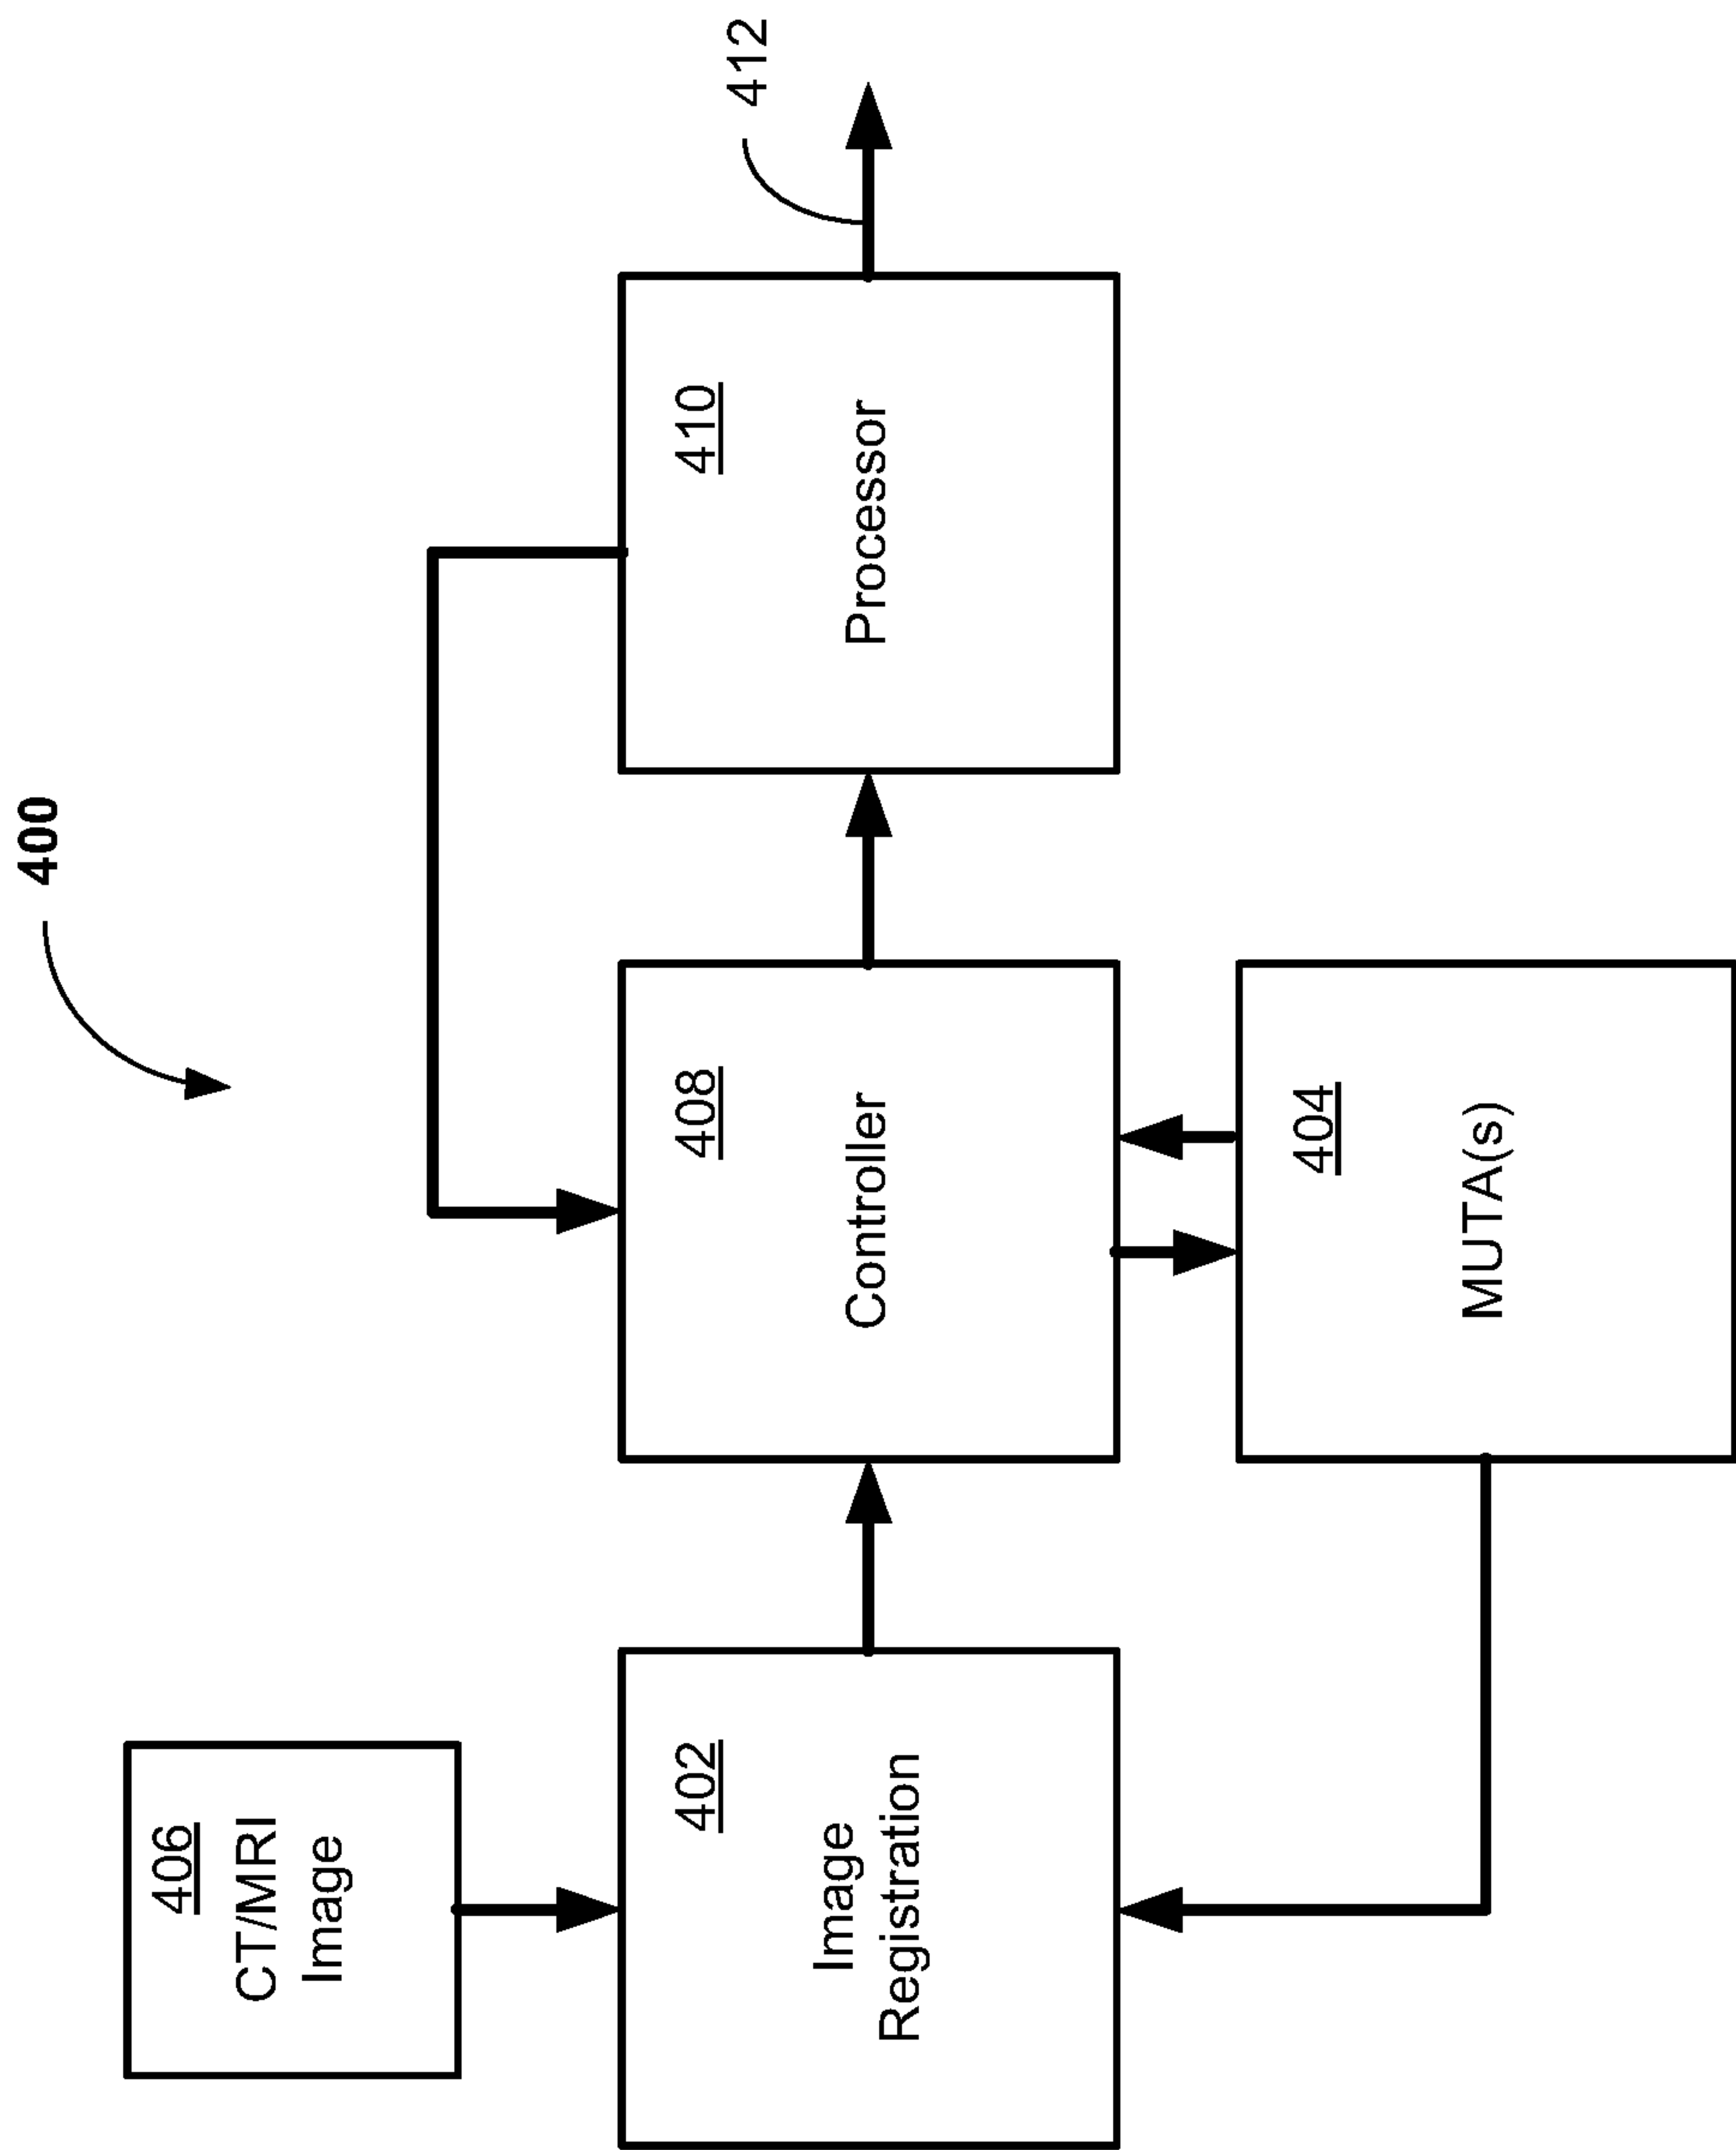 400
406
CT/MRI
Image
402
Image
Registration
408
Controller
410
Processor
412
404
MUTA(s)